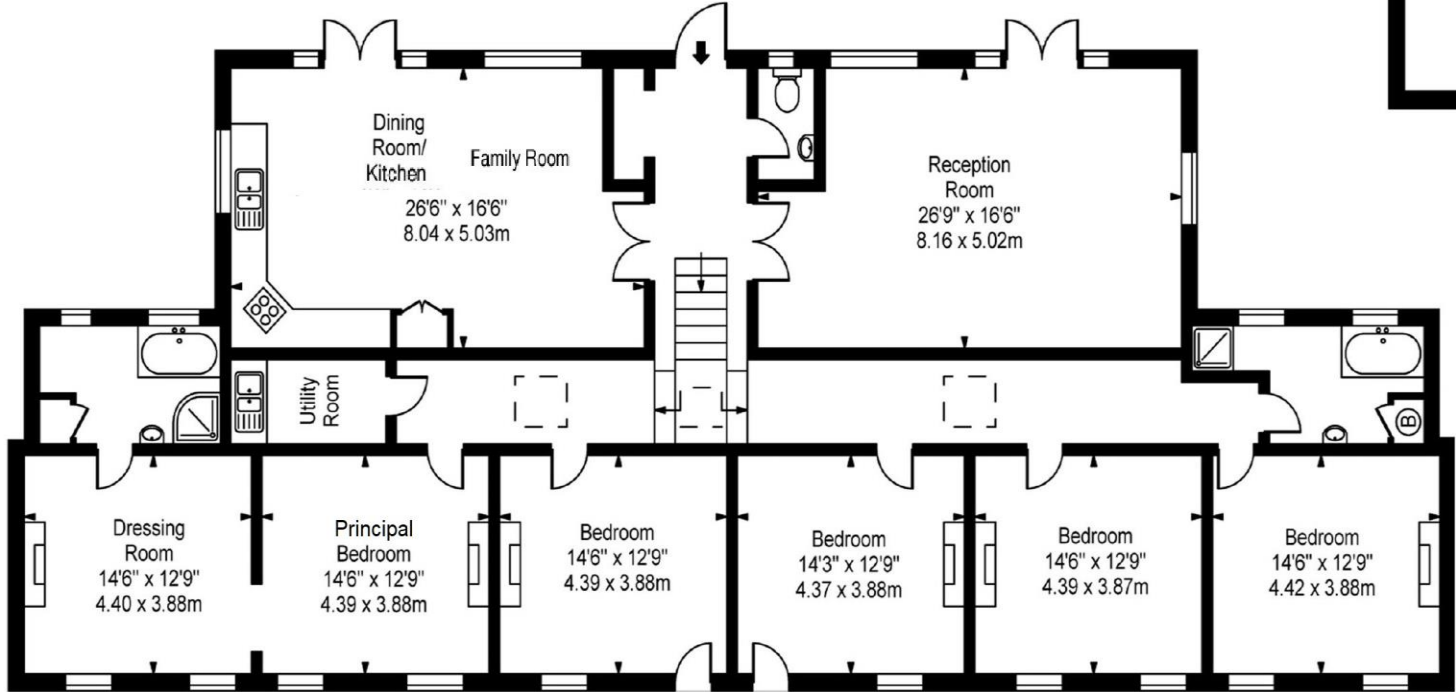 Dining
Room/
Kitchen
Family Room
26'6" x 16'6"
8.04 x 5.03m
Reception
Room
26'9" x 16'6"
8.16 x 5.02m
Utility
Room
B
Dressing
Room
14'6" x 12'9"
4.40 x 3.88m
Principal
Bedroom
14'6" x 12'9"
4.39 x 3.88m
Bedroom
14'6" x 12'9"
4.39 x 3.88m
Bedroom
14'3" x 12'9"
4.37 x 3.88m
Bedroom
14'6" x 12'9"
4.39 x 3.87m
Bedroom
14'6" x 12'9"
4.42 x 3.88m